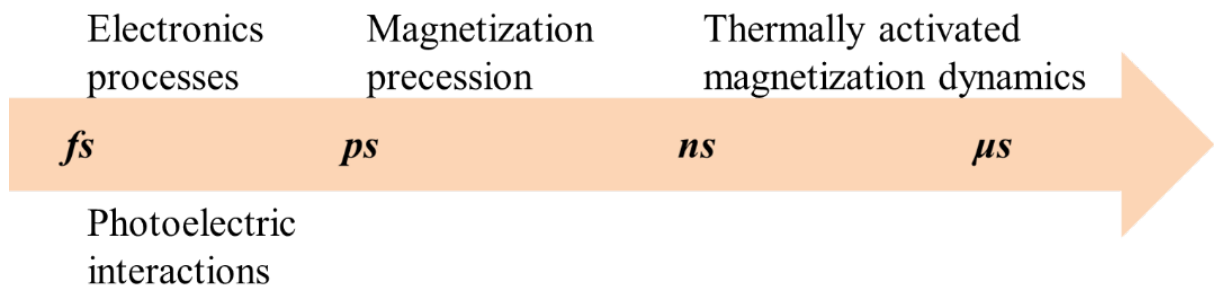 Electronics
processes
Magnetization
precession
Thermally activated
magnetization dynamics
fs ps ns μs
Photoelectric
interactions